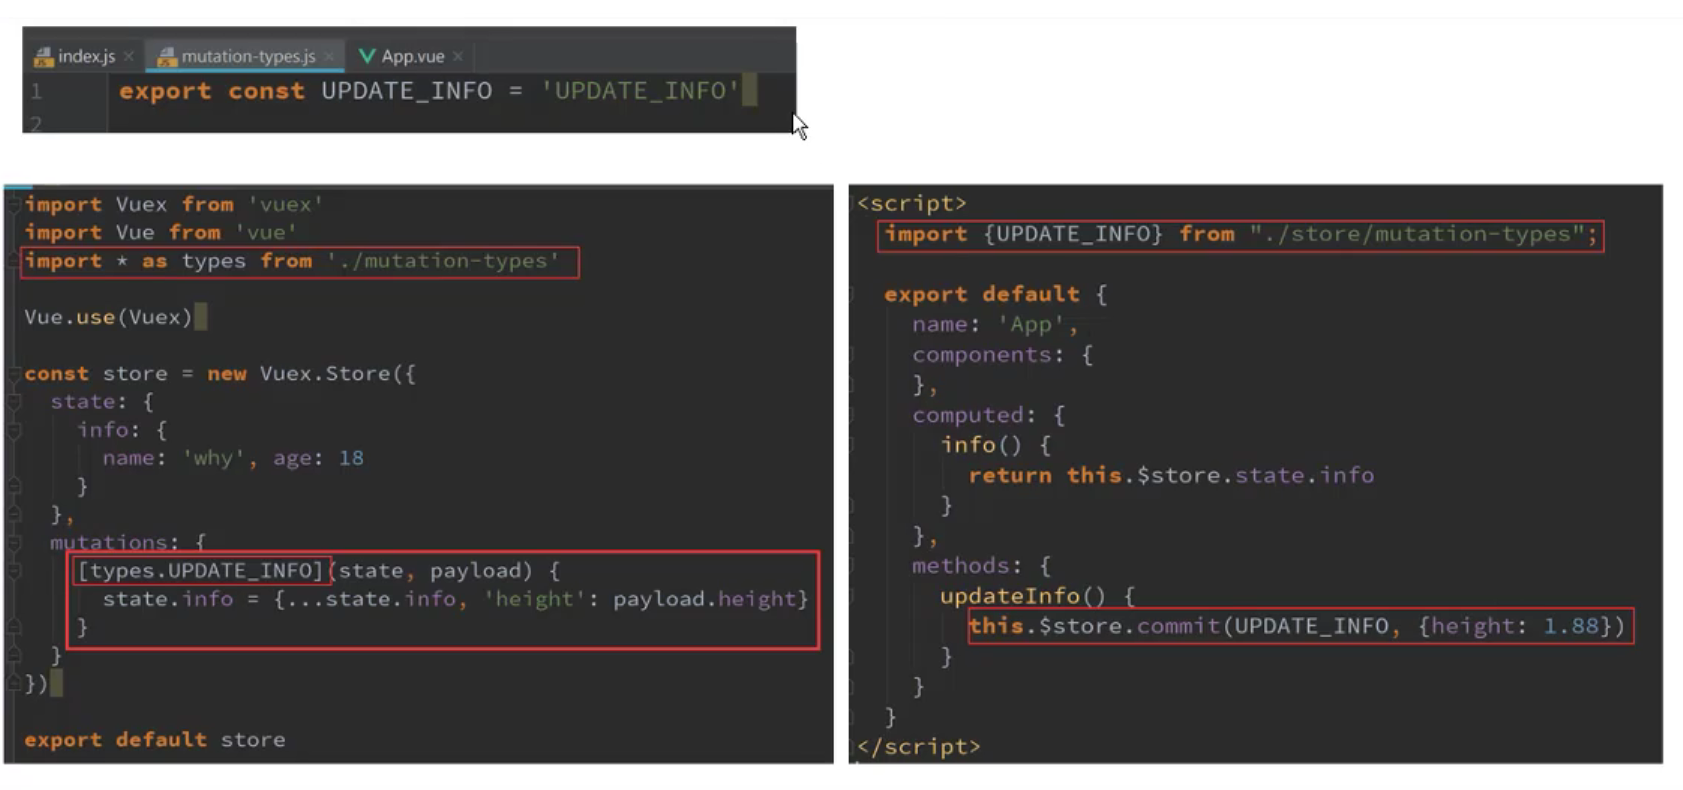 index.js mutation-types.js App.vue
1 export const UPDATE_INFO = 'UPDATE_INFO'
2
import Vuex from 'vuex'
import Vue from 'vue'
import * as types from './mutation-types'
Vue.use(Vuex)
const store = new Vuex.Store({
state: {
info: {
name: 'why', age: 18
}
},
mutations: {
[types.UPDATE_INFO](state, payload) {
state.info = {...state.info, 'height': payload.height}
}
}
})
export default store
<script>
import {UPDATE_INFO} from "./store/mutation-types";
export default {
name: 'App',
components: {
},
computed: {
info() {
return this.$store.state.info
}
},
methods: {
updateInfo() {
this.$store.commit(UPDATE_INFO, {height: 1.88})
}
}
}
</script>